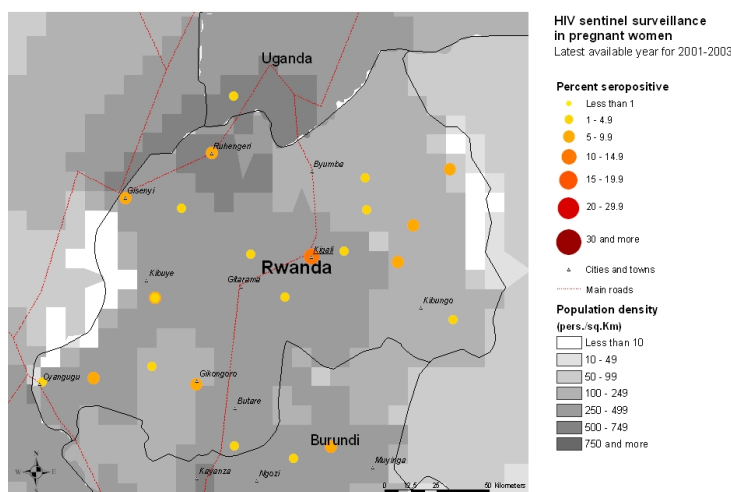 HIV sentinel surveillance
in pregnant women
Latest available year for 2001-2003
Percent seropositive
Less than 1
1 - 4.9
5 - 9.9
10 - 14.9
15 - 19.9
20 - 29.9
30 and more
Cities and towns
Main roads
Population density
(pers./sq.Km)
Less than 10
10 - 49
50 - 99
100 - 249
250 - 499
500 - 749
750 and more
Uganda
Ruhengeri
Byumba
Gisenyi
Kigali
Rwanda
Kibuye
Gitarama
Kibungo
Cyangugu
Gikongoro
Butare
Burundi
Kayanza
Ngozi
Muyinga
N
W
E
S
0 12.5 25 50 Kilometers